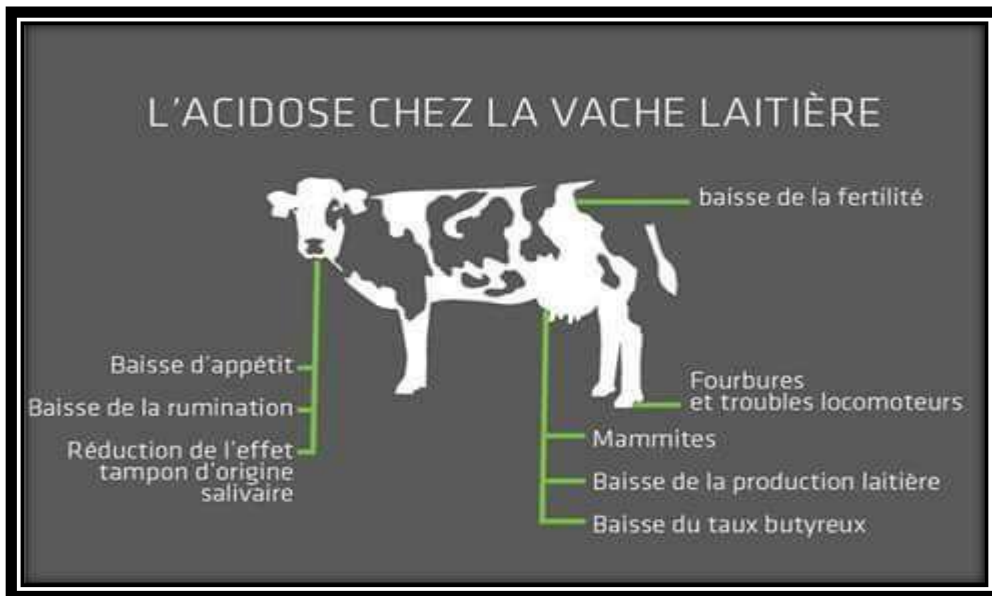 L'ACIDOSE CHEZ LA VACHE LAITIÈRE
baisse de la fertilité
Baisse d'appétit
Baisse de la rumination
Réduction de l'effet
tampon d'origine
salivaire
Fourbures
et troubles locomoteurs
Mammites
Baisse de la production laitière
Baisse du taux butyreux